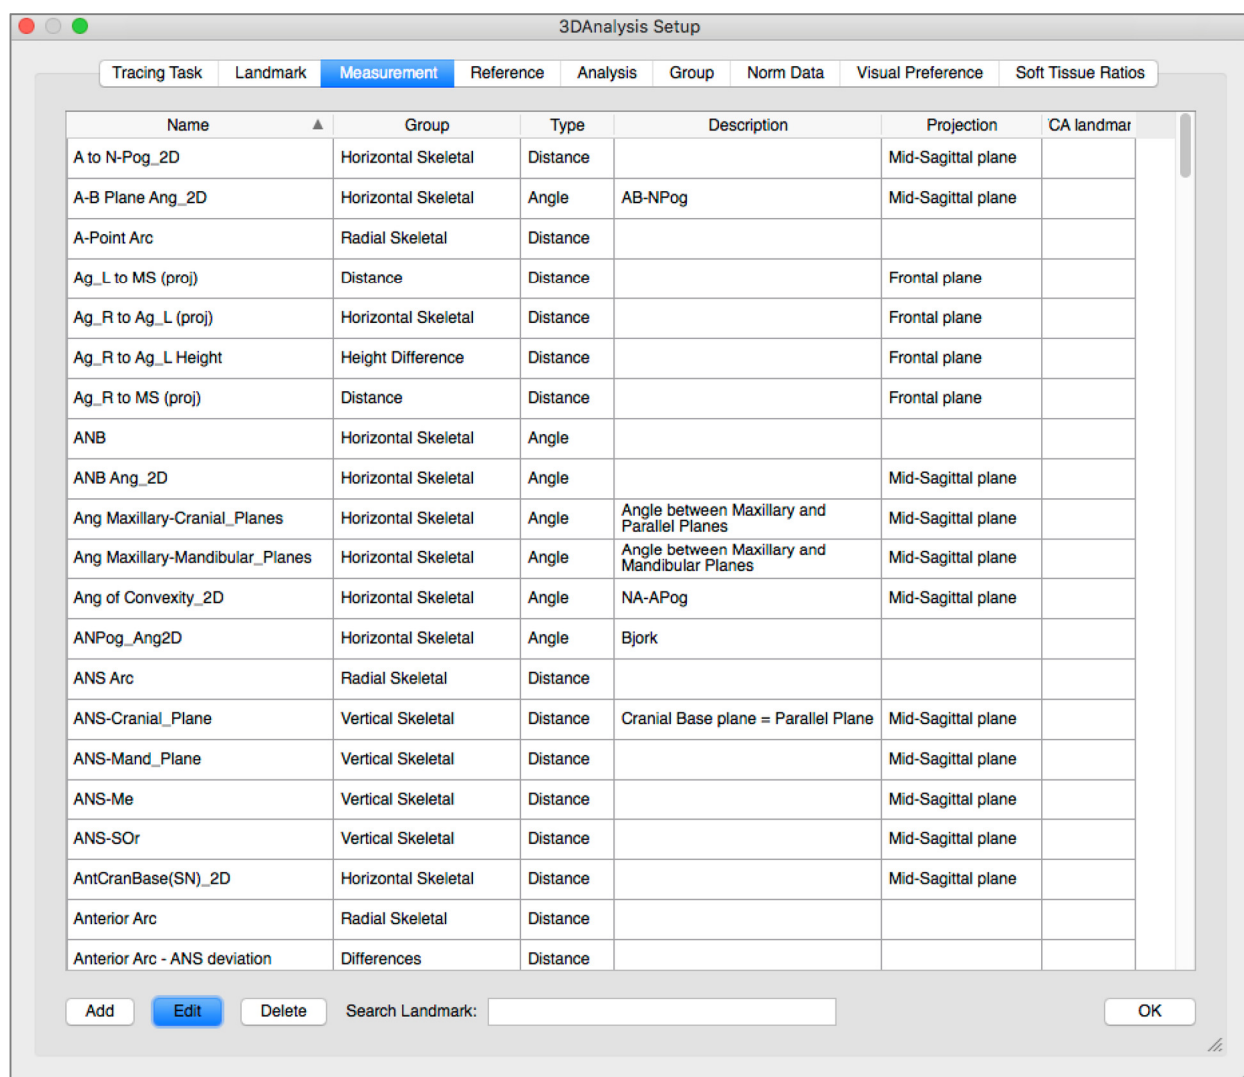 3DAnalysis Setup
Tracing Task Landmark Measurement Reference Analysis Group Norm Data Visual Preference Soft Tissue Ratios
Name Group Type Description Projection CA landmar
A to N-Pog_2D Horizontal Skeletal Distance Mid-Sagittal plane
A-B Plane Ang_2D Horizontal Skeletal Angle AB-NPog Mid-Sagittal plane
A-Point Arc Radial Skeletal Distance
Ag_L to MS (proj) Distance Distance Frontal plane
Ag_R to Ag_L (proj) Horizontal Skeletal Distance Frontal plane
Ag_R to Ag_L Height Height Difference Distance Frontal plane
Ag_R to MS (proj) Distance Distance Frontal plane
ANB Horizontal Skeletal Angle
ANB Ang_2D Horizontal Skeletal Angle Mid-Sagittal plane
Ang Maxillary-Cranial_Planes Horizontal Skeletal Angle Angle between Maxillary and
Parallel Planes Mid-Sagittal plane
Ang Maxillary-Mandibular_Planes Horizontal Skeletal Angle Angle between Maxillary and
Mandibular Planes Mid-Sagittal plane
Ang of Convexity_2D Horizontal Skeletal Angle NA-APog Mid-Sagittal plane
ANPog_Ang2D Horizontal Skeletal Angle Bjork
ANS Arc Radial Skeletal Distance
ANS-Cranial_Plane Vertical Skeletal Distance Cranial Base plane = Parallel Plane Mid-Sagittal plane
ANS-Mand_Plane Vertical Skeletal Distance Mid-Sagittal plane
ANS-Me Vertical Skeletal Distance Mid-Sagittal plane
ANS-SOr Vertical Skeletal Distance Mid-Sagittal plane
AntCranBase(SN)_2D Horizontal Skeletal Distance Mid-Sagittal plane
Anterior Arc Radial Skeletal Distance
Anterior Arc - ANS deviation Differences Distance
Add Edit Delete Search Landmark: OK